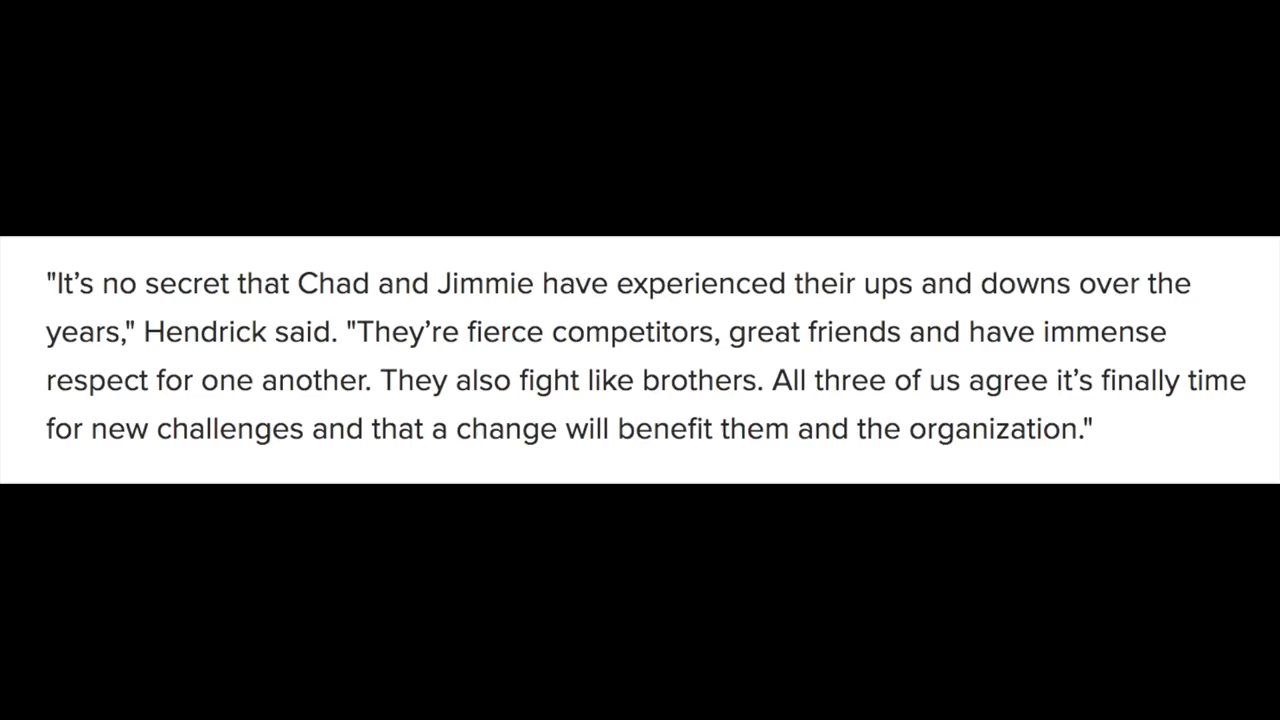 "It’s no secret that Chad and Jimmie have experienced their ups and downs over the
years," Hendrick said. "They’re fierce competitors, great friends and have immense
respect for one another. They also fight like brothers. All three of us agree it’s finally time
for new challenges and that a change will benefit them and the organization."